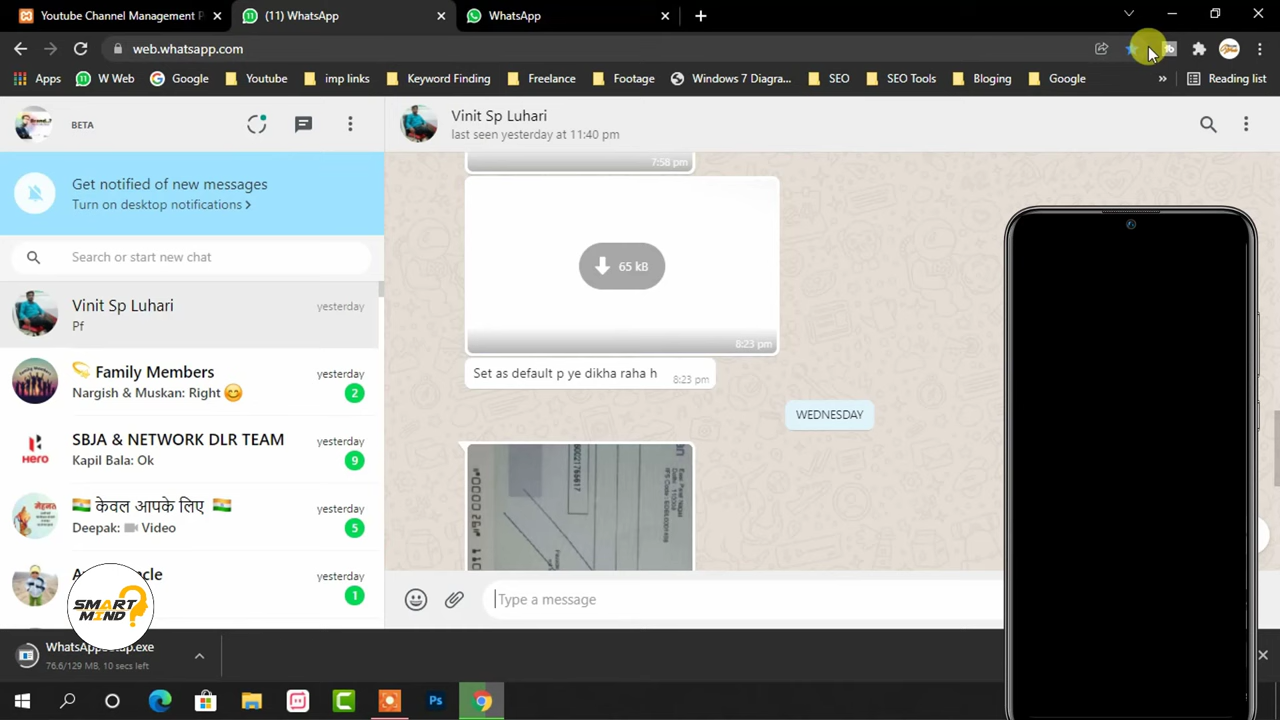 Youtube Channel Management P
(11) WhatsApp
WhatsApp
web.whatsapp.com
Apps
W Web
Google
Youtube
imp links
Keyword Finding
Freelance
Footage
Windows 7 Diagra...
SEO
SEO Tools
Bloging
Google
Reading list
BETA
Vinit Sp Luhari
last seen yesterday at 11:40 pm
Get notified of new messages
Turn on desktop notifications
Search or start new chat
Vinit Sp Luhari
yesterday
Pf
Family Members
yesterday
Nargish & Muskan: Right
2
SBJA & NETWORK DLR TEAM
yesterday
HERO
Kapil Bala: Ok
9
केवल आपके लिए
yesterday
Deepak: Video
5
yesterday
1
7:58 pm
65 kB
8:23 pm
Set as default p ye dikha raha h
8:23 pm
WEDNESDAY
Type a message
SMART
MIND
76.6/129 MB, 10 secs left
Ps